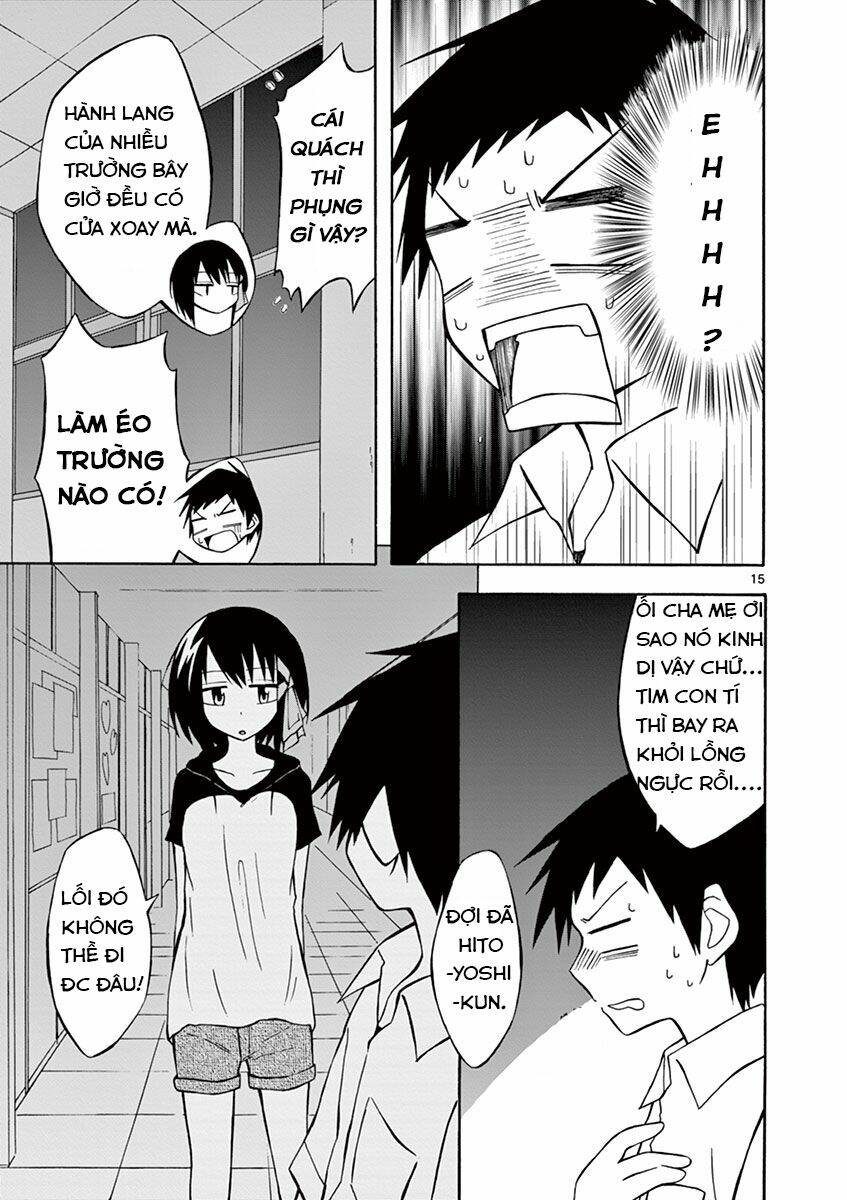 E
H
H
H
H
?
CÁI
QUÁCH
THÌ
PHỤNG
GÌ VẬY?
HÀNH LANG
CỦA NHIỀU
TRƯỜNG BÂY
GIỜ ĐỀU CÓ
CỬA XOAY MÀ.
LÀM ÉO
TRƯỜNG
NÀO CÓ!
15
ỐI CHA MẸ ƠI
SAO NÓ KINH
DỊ VẬY CHỨ...
TIM CON TÍ
THÌ BAY RA
KHỎI LỒNG
NGỰC RỒI....
ĐỢI ĐÃ
HITO
-YOSHI
-KUN.
LỐI ĐÓ
KHÔNG
THỂ ĐI
ĐC ĐÂU!